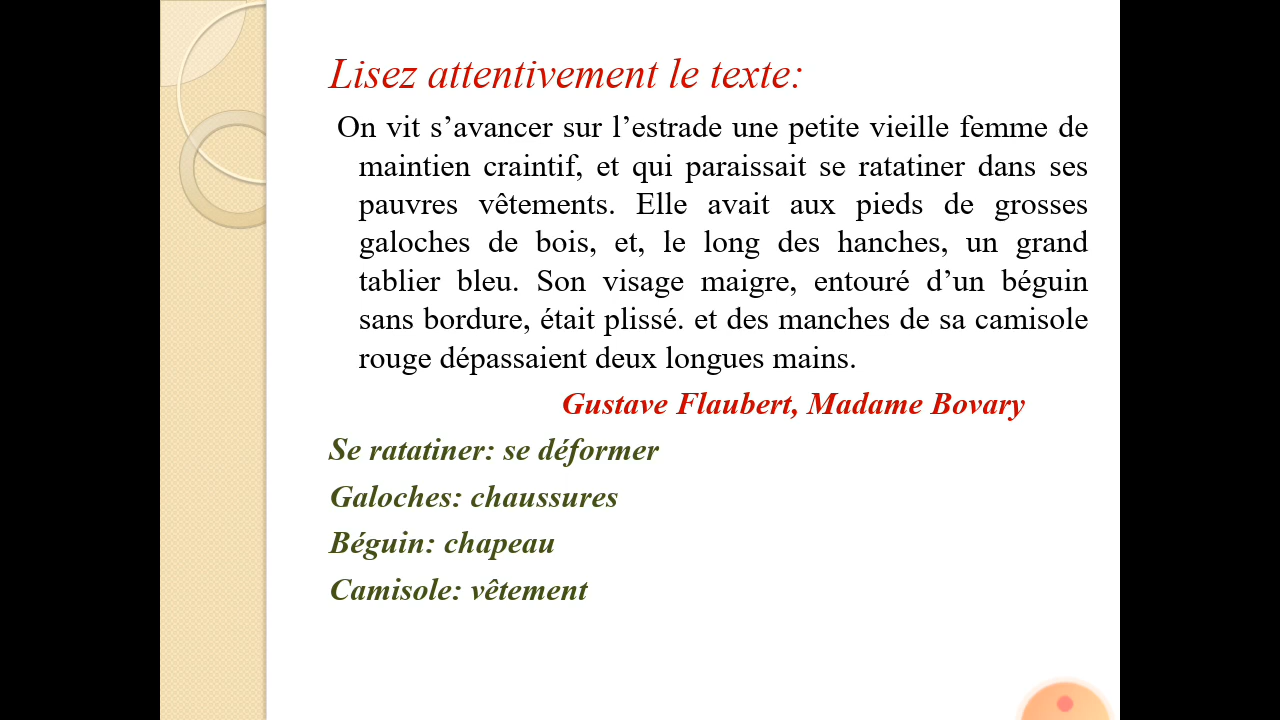 Lisez attentivement le texte:
On vit s’avancer sur l’estrade une petite vieille femme de
maintien craintif, et qui paraissait se ratatiner dans ses
pauvres vêtements. Elle avait aux pieds de grosses
galoches de bois, et, le long des hanches, un grand
tablier bleu. Son visage maigre, entouré d’un béguin
sans bordure, était plissé. et des manches de sa camisole
rouge dépassaient deux longues mains.
Gustave Flaubert, Madame Bovary
Se ratatiner: se déformer
Galoches: chaussures
Béguin: chapeau
Camisole: vêtement